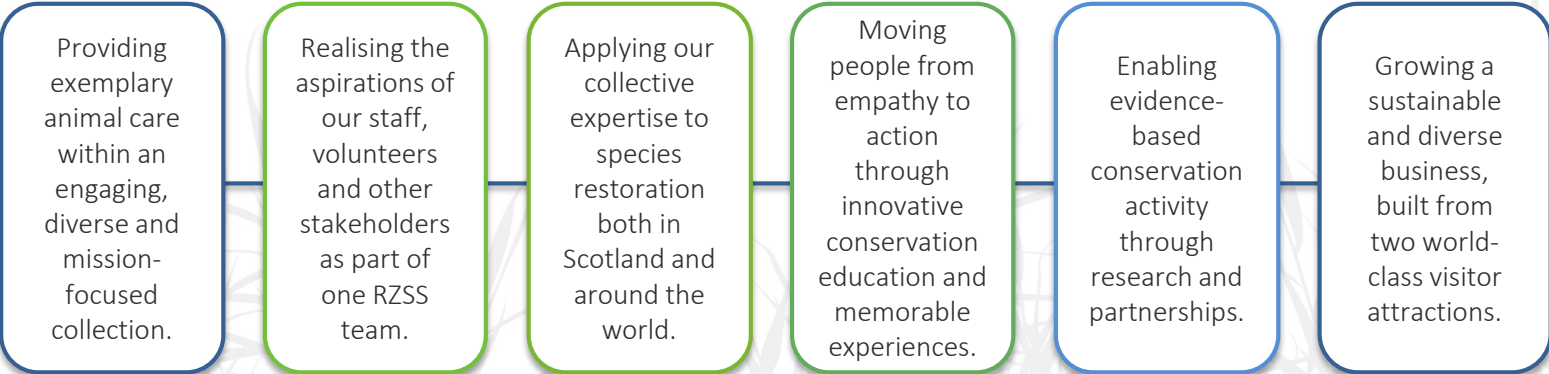 Providing
exemplary
animal care
within an
engaging,
diverse and
mission-
focused
collection.
Realising the
aspirations of
our staff,
volunteers
and other
stakeholders
as part of
one RZSS
team.
Applying our
collective
expertise to
species
restoration
both in
Scotland and
around the
world.
Moving
people from
empathy to
action
through
innovative
conservation
education and
memorable
experiences.
Enabling
evidence-
based
conservation
activity
through
research and
partnerships.
Growing a
sustainable
and diverse
business,
built from
two world-
class visitor
attractions.